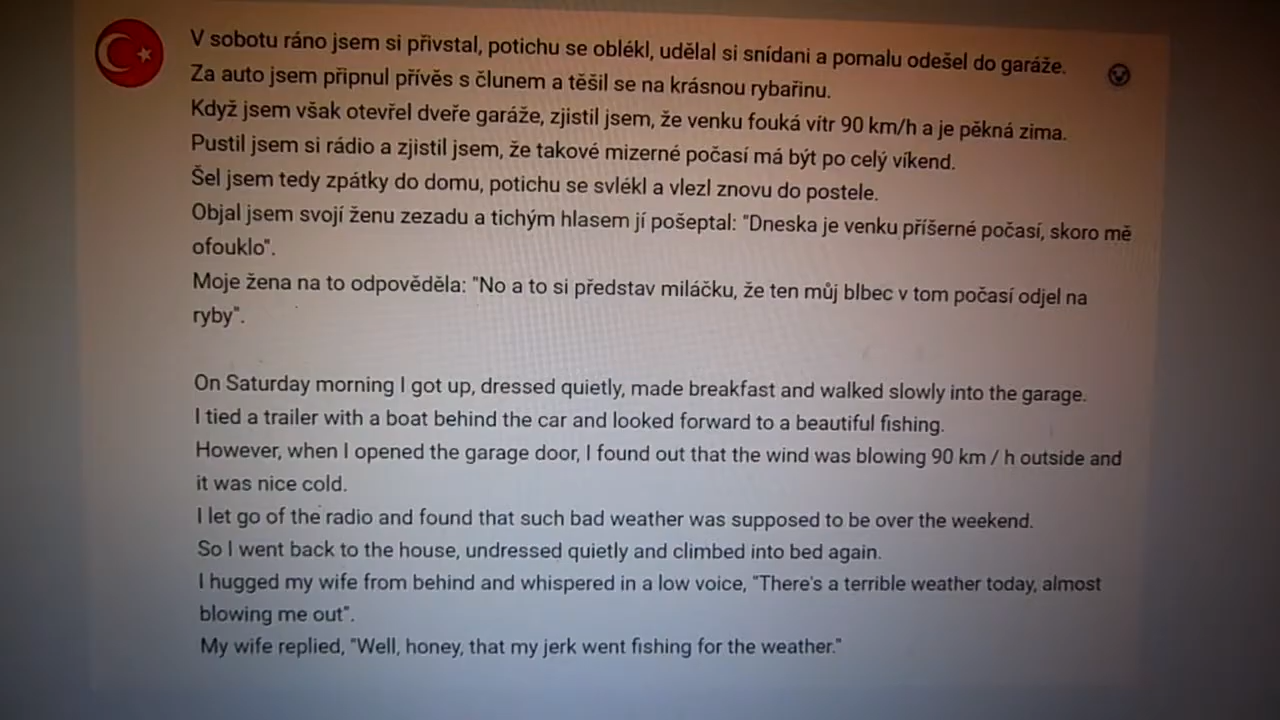 V sobotu ráno jsem si přivstal, potichu se oblékl, udělal si snídani a pomalu odešel do garáže.
Za auto jsem připnul přívěs s člunem a těšil se na krásnou rybařinu.
Když jsem však otevřel dveře garáže, zjistil jsem, že venku fouká vítr 90 km/h a je pěkná zima.
Pustil jsem si rádio a zjistil jsem, že takové mizerné počasí má být po celý víkend.
Šel jsem tedy zpátky do domu, potichu se svlékl a vlezl znovu do postele.
Objal jsem svojí ženu zezadu a tichým hlasem jí pošeptal: "Dneska je venku příšerné počasí, skoro mě
ofouklo".
Moje žena na to odpověděla: "No a to si představ miláčku, že ten můj blbec v tom počasí odjel na
ryby".
On Saturday morning I got up, dressed quietly, made breakfast and walked slowly into the garage.
I tied a trailer with a boat behind the car and looked forward to a beautiful fishing.
However, when I opened the garage door, I found out that the wind was blowing 90 km / h outside and
it was nice cold.
I let go of the radio and found that such bad weather was supposed to be over the weekend.
So I went back to the house, undressed quietly and climbed into bed again.
I hugged my wife from behind and whispered in a low voice, "There's a terrible weather today, almost
blowing me out".
My wife replied, "Well, honey, that my jerk went fishing for the weather."